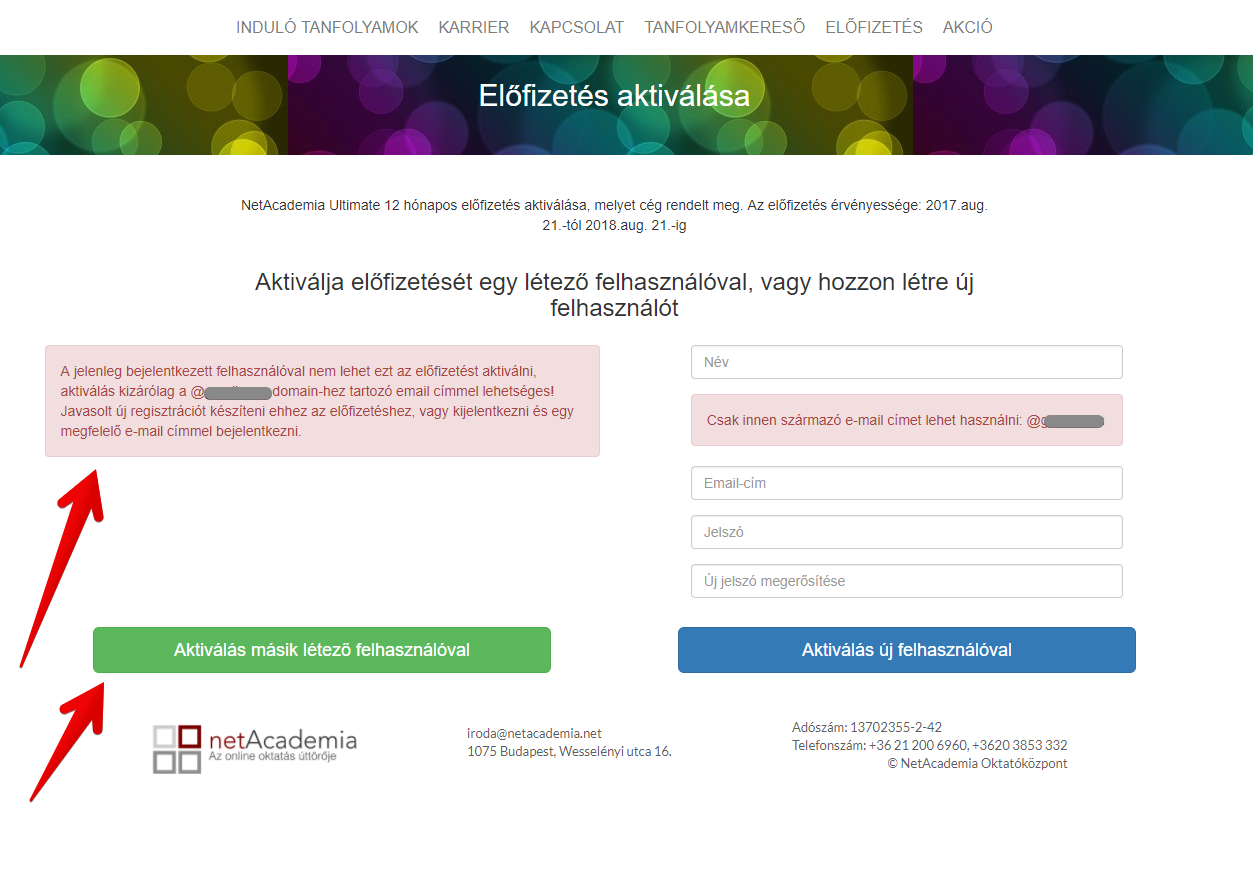 INDULÓ TANFOLYAMOK KARRIER KAPCSOLAT TANFOLYAMKERESŐ ELŐFIZETÉS AKCIÓ
Előfizetés aktiválása
NetAcademia Ultimate 12 hónapos előfizetés aktiválása, melyet cég rendelt meg. Az előfizetés érvényessége: 2017.aug.
21.-tól 2018.aug. 21.-ig
Aktiválja előfizetését egy létező felhasználóval, vagy hozzon létre új
felhasználót
A jelenleg bejelentkezett felhasználóval nem lehet ezt az előfizetést aktiválni,
aktiválás kizárólag a @ domain-hez tartozó email címmel lehetséges!
Javasolt új regisztrációt készíteni ehhez az előfizetéshez, vagy kijelentkezni és egy
megfelelő e-mail címmel bejelentkezni.
Név
Csak innen származó e-mail címet lehet használni: @g
Email-cím
Jelszó
Új jelszó megerősítése
Aktiválás másik létező felhasználóval
Aktiválás új felhasználóval
netAcademia
Az online oktatás úttörője
iroda@netacademia.net
1075 Budapest, Wesselényi utca 16.
Adószám: 13702355-2-42
Telefonszám: +36 21 200 6960, +3620 3853 332
© NetAcademia Oktatóközpont